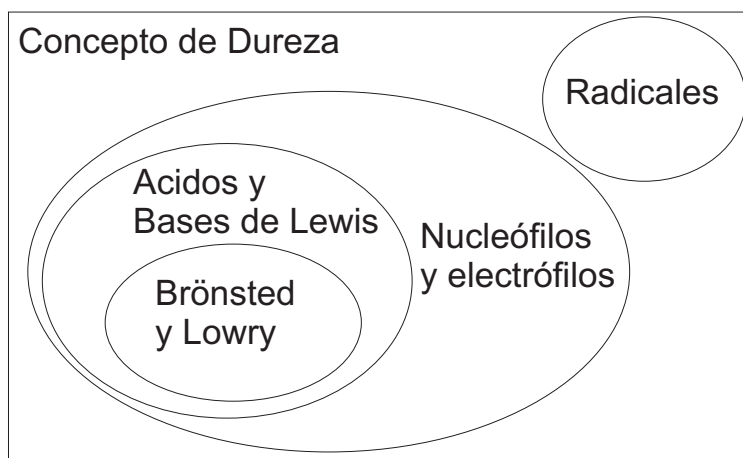 Concepto de Dureza
Radicales
Acidos y
Bases de Lewis
Nucleófilos
y electrófilos
Brönsted
y Lowry